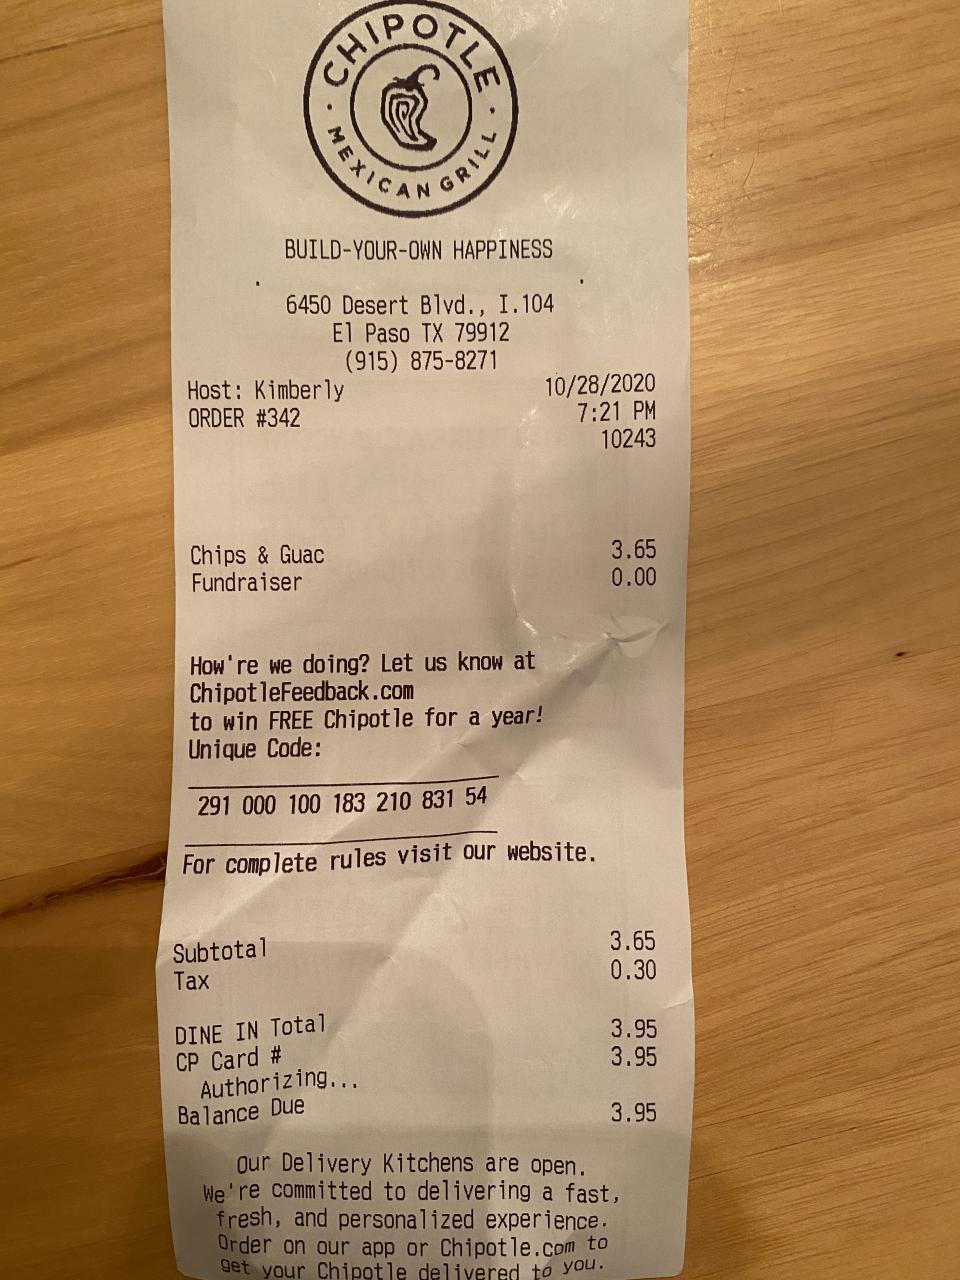 CHIPOTLE
MEXICAN GRILL
BUILD-YOUR-OWN HAPPINESS
6450 Desert Blvd., I.104
El Paso TX 79912
(915) 875-8271
Host: Kimberly 10/28/2020
ORDER #342 7:21 PM
10243
Chips & Guac 3.65
Fundraiser 0.00
How're we doing? Let us know at
ChipotleFeedback.com
to win FREE Chipotle for a year!
Unique Code:
291 000 100 183 210 831 54
For complete rules visit our website.
Subtotal 3.65
Tax 0.30
DINE IN Total 3.95
CP Card # 3.95
Authorizing...
Balance Due 3.95
Our Delivery Kitchens are open.
We're committed to delivering a fast,
fresh, and personalized experience.
Order on our app or Chipotle.com to
get your Chipotle delivered to you.